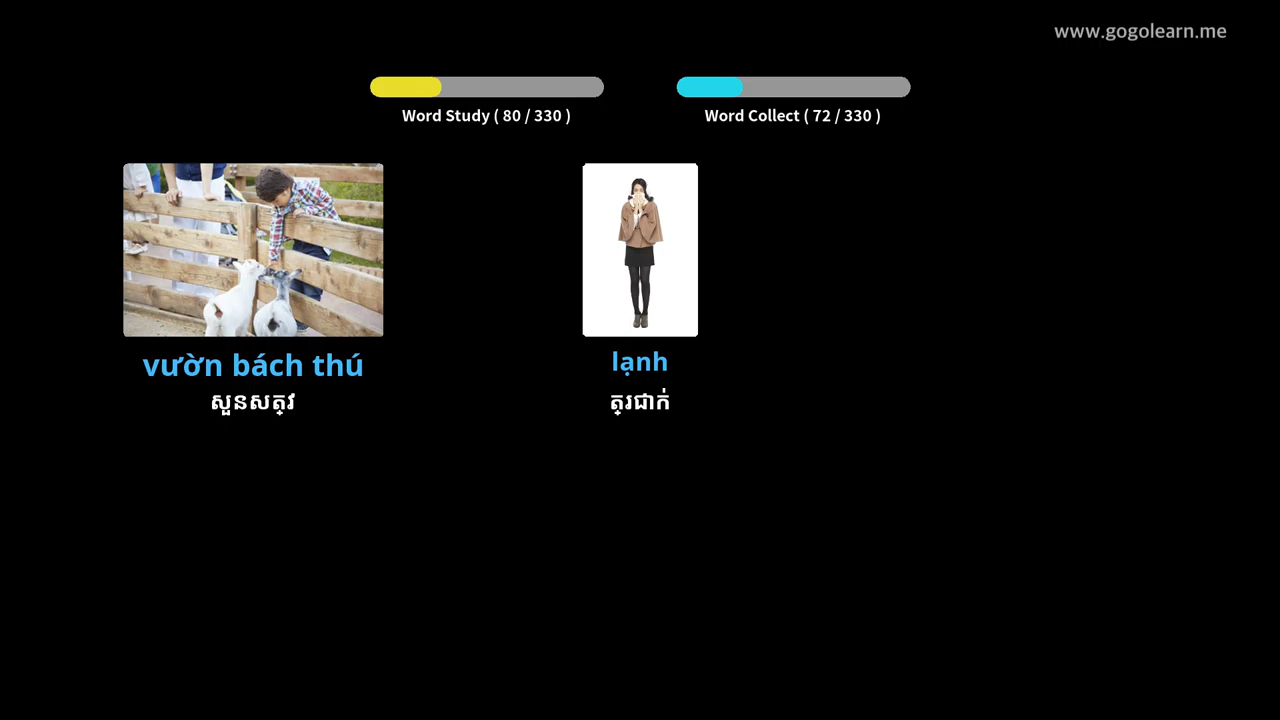 www.gogolearn.me
Word Study ( 80 / 330 )
Word Collect ( 72 / 330 )
vườn bách thú
សួនសត្វ
lạnh
ត្រជាក់